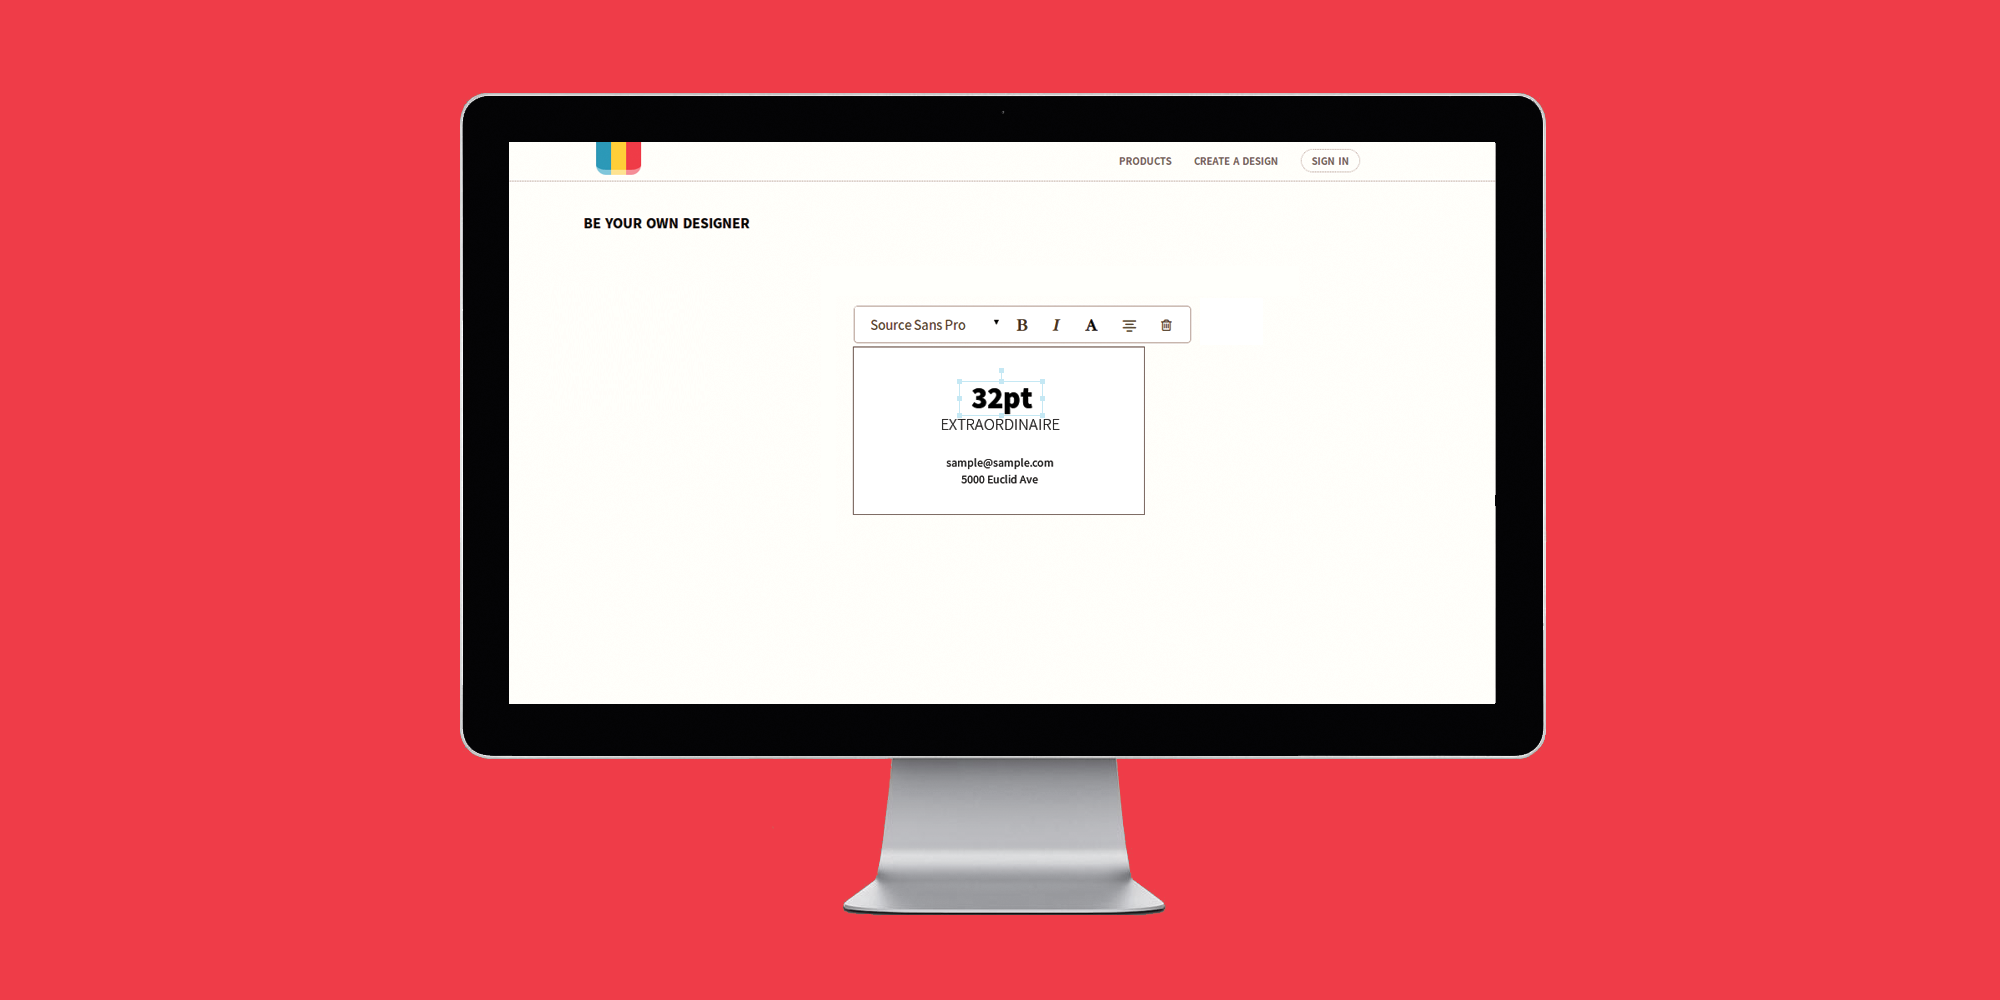 PRODUCTS CREATE A DESIGN SIGN IN
BE YOUR OWN DESIGNER
Source Sans Pro B I A
32pt
EXTRAORDINAIRE
sample@sample.com
5000 Euclid Ave